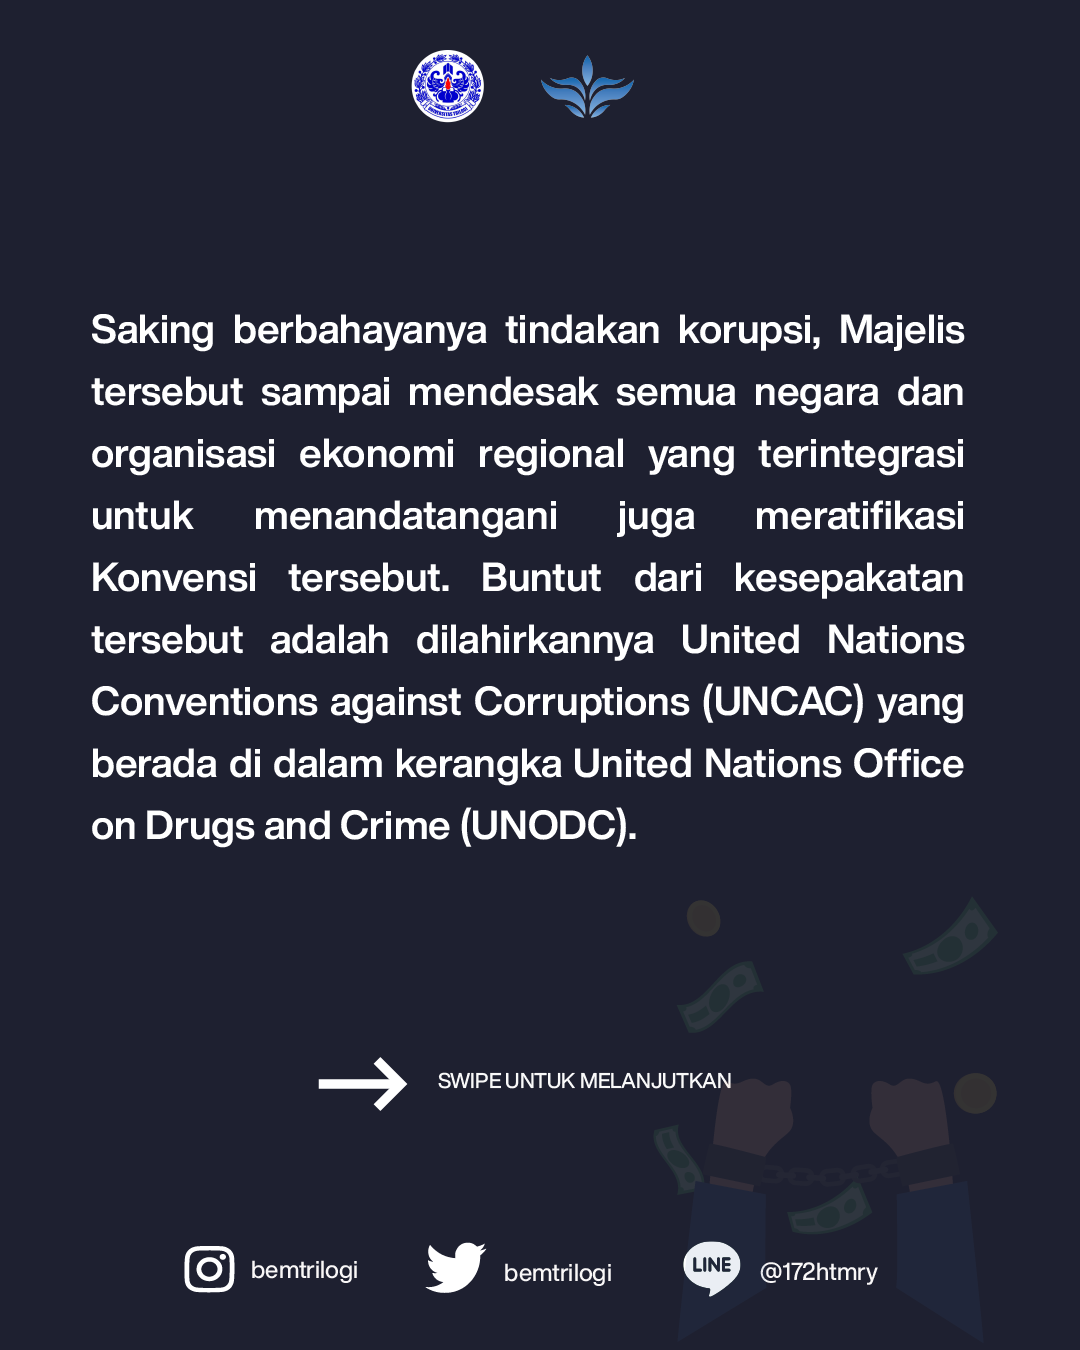 UNIVERSITAS TRILOGI
Saking berbahayanya tindakan korupsi, Majelis
tersebut sampai mendesak semua negara dan
organisasi ekonomi regional yang terintegrasi
untuk menandatangani juga meratifikasi
Konvensi tersebut. Buntut dari kesepakatan
tersebut adalah dilahirkannya United Nations
Conventions against Corruptions (UNCAC) yang
berada di dalam kerangka United Nations Office
on Drugs and Crime (UNODC).
SWIPE UNTUK MELANJUTKAN
bemtrilogi
bemtrilogi
LINE
@172htmry